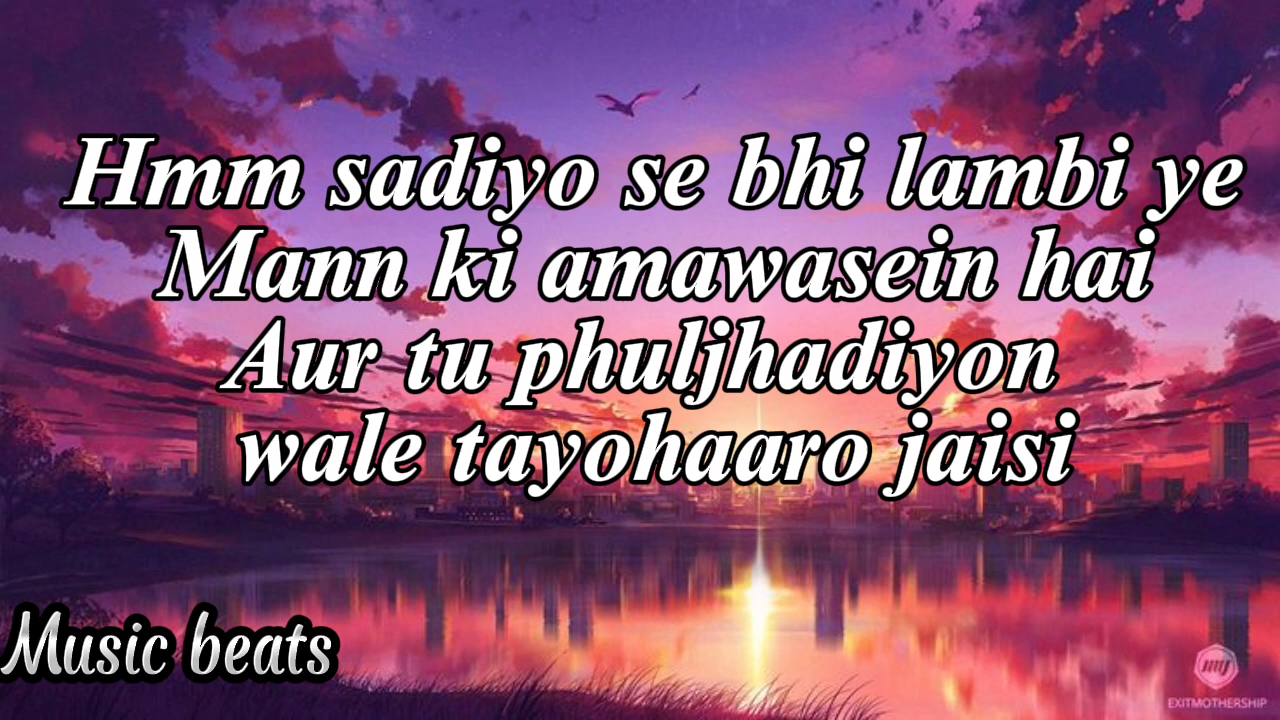 Hmm sadiyo se bhi lambi ye
Mann ki amawasein hai
Aur tu phuljhadiyon
wale tayohaaro jaisi
Music beats
EXITMOTHERSHIP